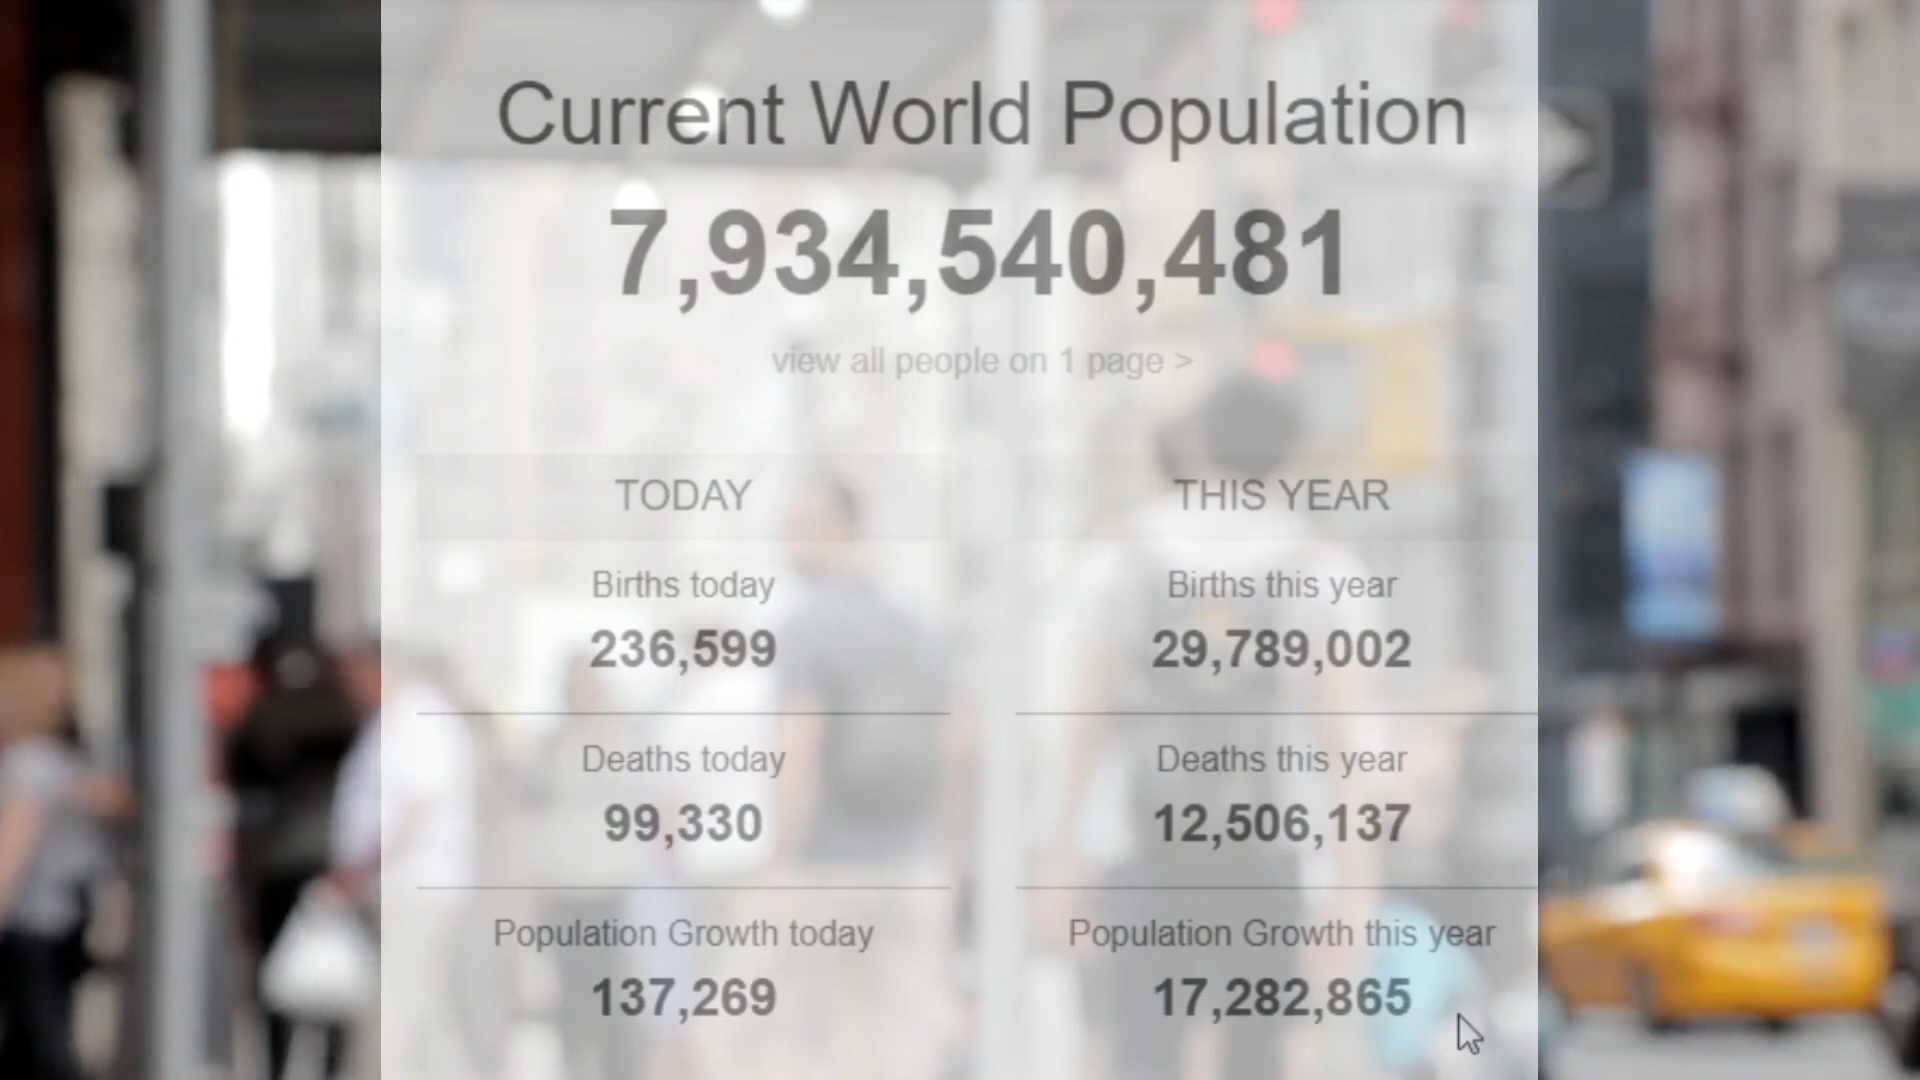 Current World Population
7,934,540,481
view all people on 1 page >
TODAY
Births today
236,599
Deaths today
99,330
Population Growth today
137,269
THIS YEAR
Births this year
29,789,002
Deaths this year
12,506,137
Population Growth this year
17,282,865